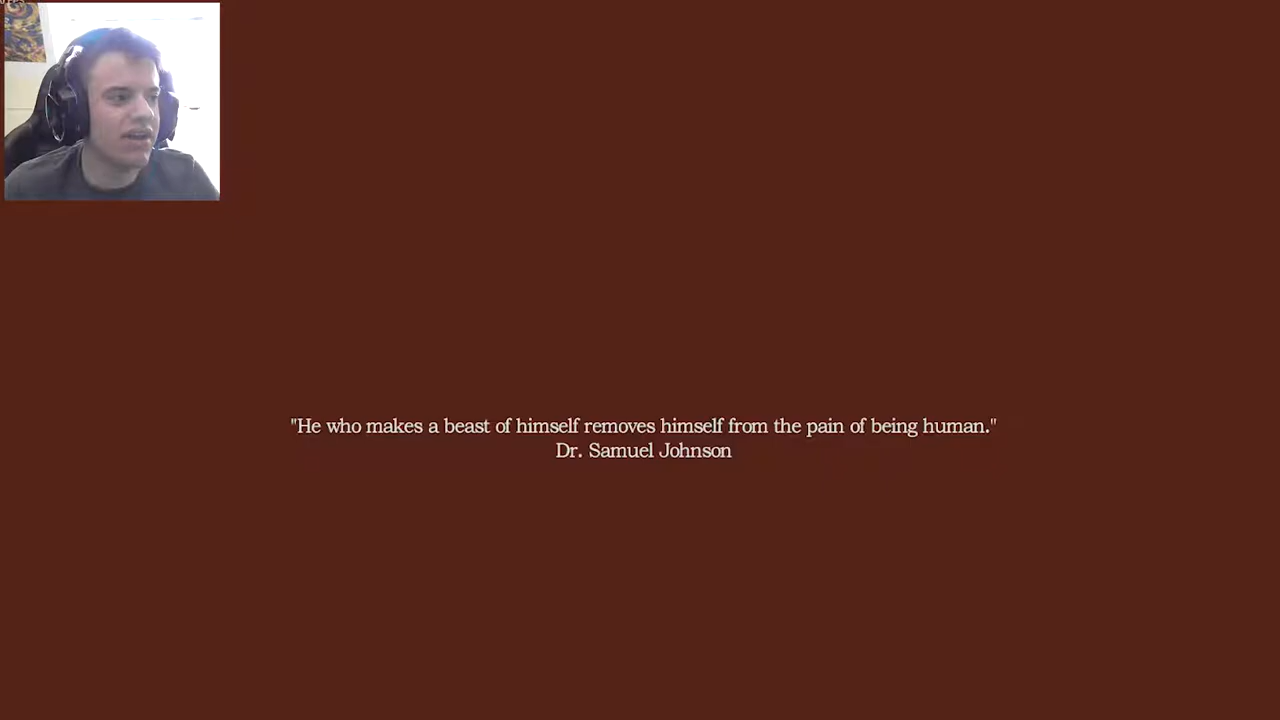 "He who makes a beast of himself removes himself from the pain of being human."
Dr. Samuel Johnson